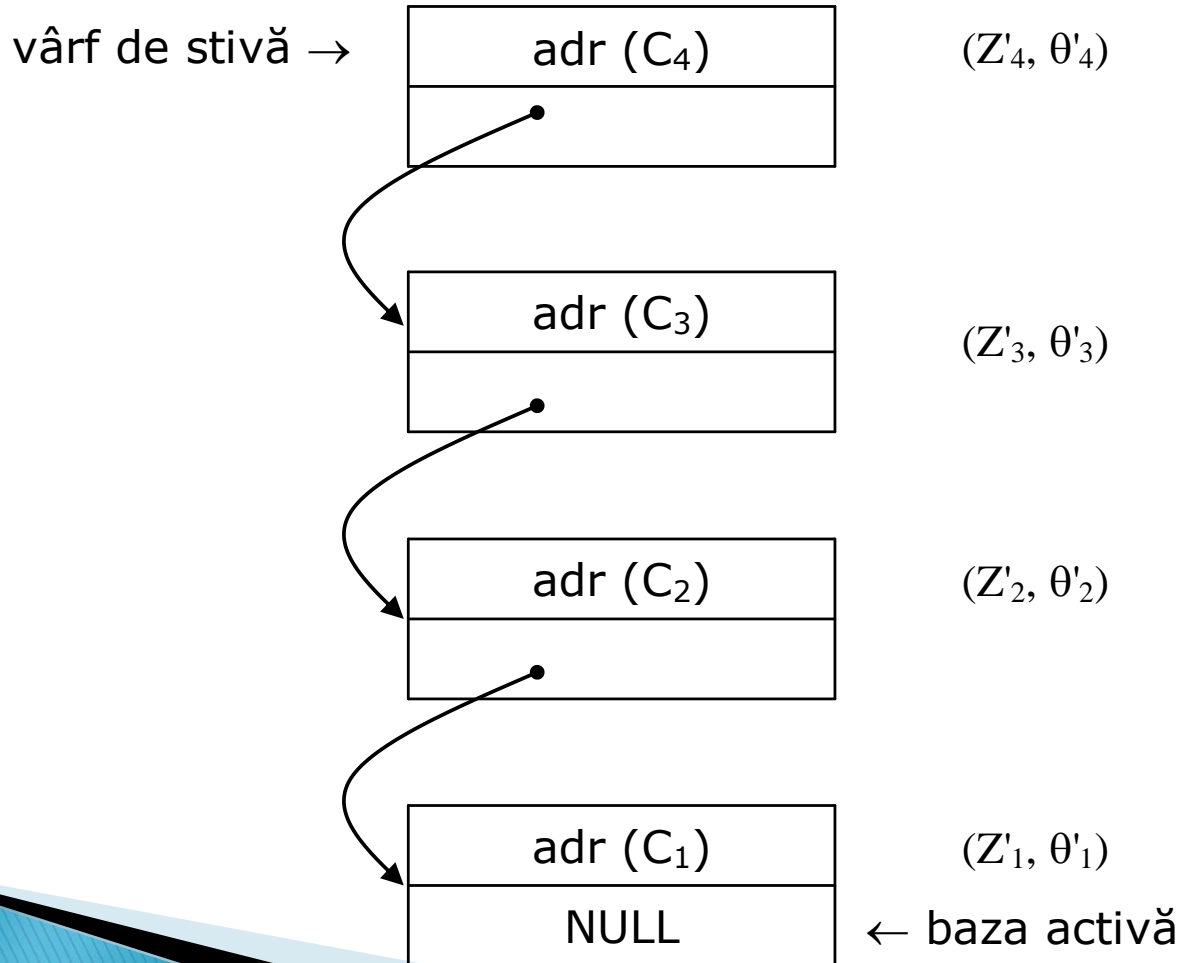 vârf de stivă → adr (C₄) (Z'₄, θ'₄)
adr (C₃) (Z'₃, θ'₃)
adr (C₂) (Z'₂, θ'₂)
adr (C₁) (Z'₁, θ'₁)
NULL ← baza activă